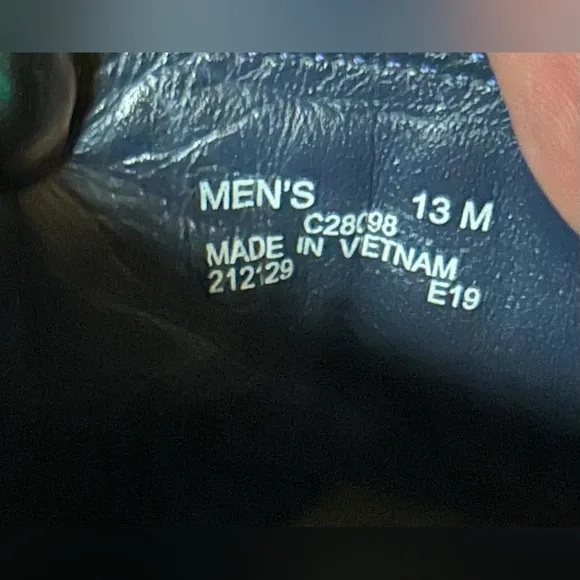 MEN'S 13 M
C28098
MADE IN VIETNAM
212129 E19